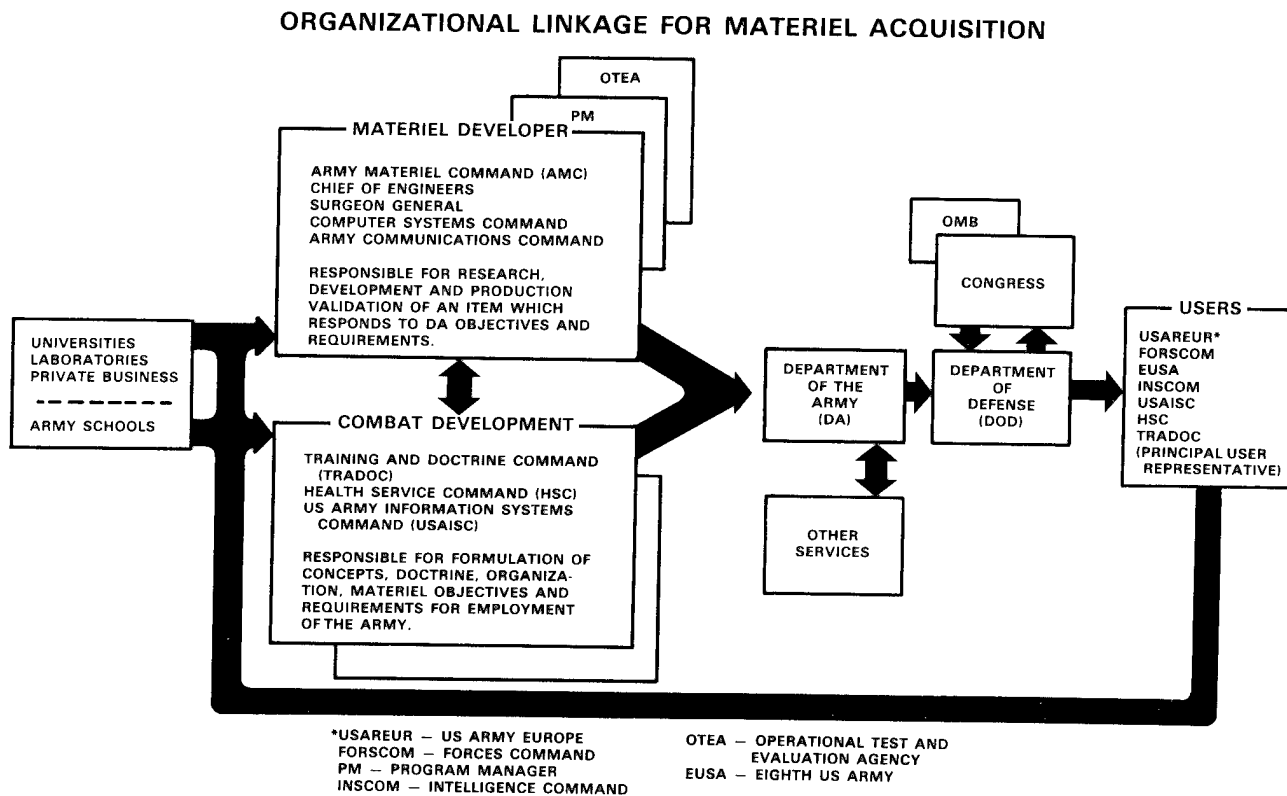 ORGANIZATIONAL LINKAGE FOR MATERIEL ACQUISITION
OTEA
PM
MATERIEL DEVELOPER
ARMY MATERIEL COMMAND (AMC)
CHIEF OF ENGINEERS
SURGEON GENERAL
COMPUTER SYSTEMS COMMAND
ARMY COMMUNICATIONS COMMAND
RESPONSIBLE FOR RESEARCH,
DEVELOPMENT AND PRODUCTION
VALIDATION OF AN ITEM WHICH
RESPONDS TO DA OBJECTIVES AND
REQUIREMENTS.
UNIVERSITIES
LABORATORIES
PRIVATE BUSINESS
ARMY SCHOOLS
COMBAT DEVELOPMENT
TRAINING AND DOCTRINE COMMAND
(TRADOC)
HEALTH SERVICE COMMAND (HSC)
US ARMY INFORMATION SYSTEMS
COMMAND (USAISC)
RESPONSIBLE FOR FORMULATION OF
CONCEPTS, DOCTRINE, ORGANIZA-
TION, MATERIEL OBJECTIVES AND
REQUIREMENTS FOR EMPLOYMENT
OF THE ARMY.
DEPARTMENT
OF THE
ARMY
(DA)
OTHER
SERVICES
OMB
CONGRESS
DEPARTMENT
OF
DEFENSE
(DOD)
USERS
USAREUR*
FORSCOM
EUSA
INSCOM
USAISC
HSC
TRADOC
(PRINCIPAL USER
REPRESENTATIVE)
*USAREUR — US ARMY EUROPE
FORSCOM — FORCES COMMAND
PM — PROGRAM MANAGER
INSCOM — INTELLIGENCE COMMAND
OTEA — OPERATIONAL TEST AND
EVALUATION AGENCY
EUSA — EIGHTH US ARMY